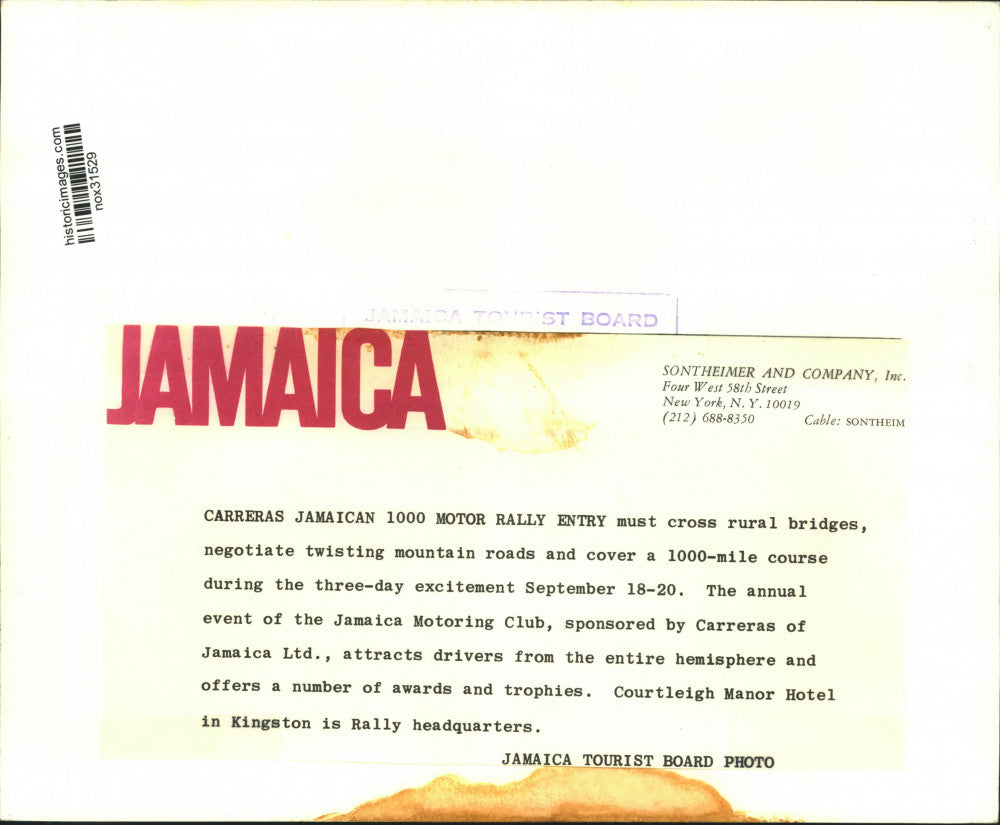 historicimages.com
nox31529
JAMAICA TOURIST BOARD
JAMAICA
SONTHEIMER AND COMPANY, Inc.
Four West 58th Street
New York, N. Y. 10019
(212) 688-8350 Cable: SONTHEIM
CARRERAS JAMAICAN 1000 MOTOR RALLY ENTRY must cross rural bridges,
negotiate twisting mountain roads and cover a 1000-mile course
during the three-day excitement September 18-20. The annual
event of the Jamaica Motoring Club, sponsored by Carreras of
Jamaica Ltd., attracts drivers from the entire hemisphere and
offers a number of awards and trophies. Courtleigh Manor Hotel
in Kingston is Rally headquarters.
JAMAICA TOURIST BOARD PHOTO